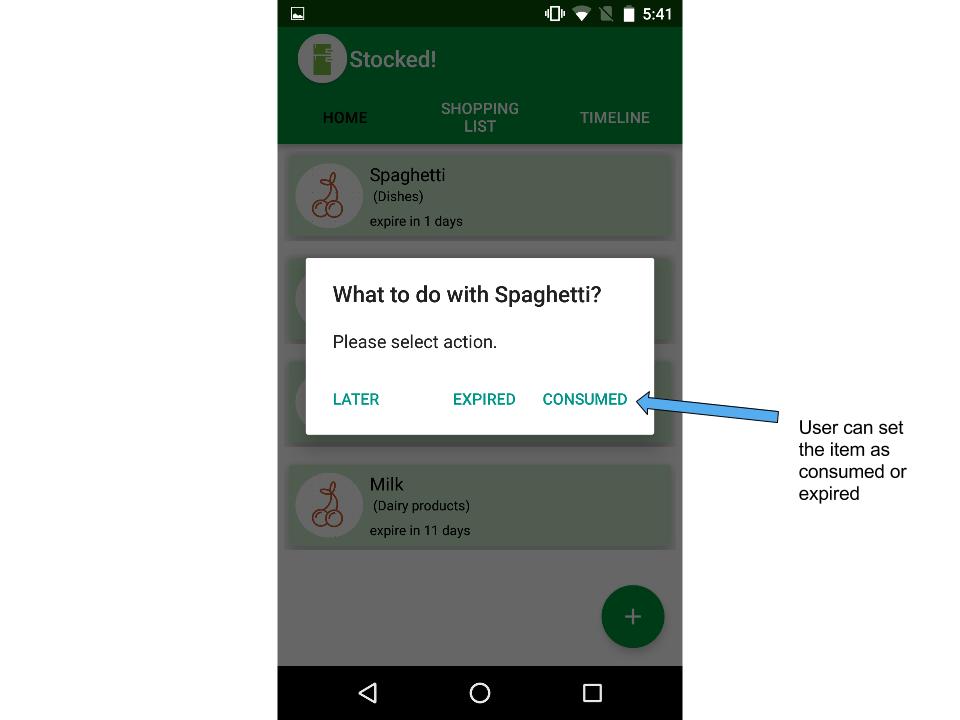 5:41
Stocked!
HOME
SHOPPING
LIST
TIMELINE
Spaghetti
(Dishes)
expire in 1 days
What to do with Spaghetti?
Please select action.
LATER
EXPIRED
CONSUMED
User can set
the item as
consumed or
expired
Milk
(Dairy products)
expire in 11 days
+